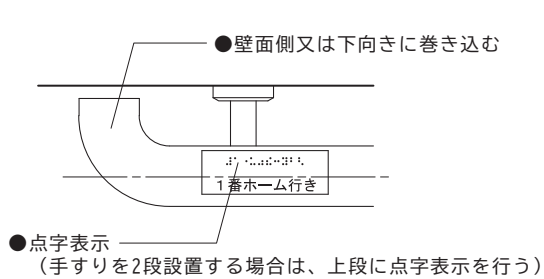 ●壁面側又は下向きに巻き込む
1番ホーム行き
●点字表示
(手すりを2段設置する場合は、上段に点字表示を行う)